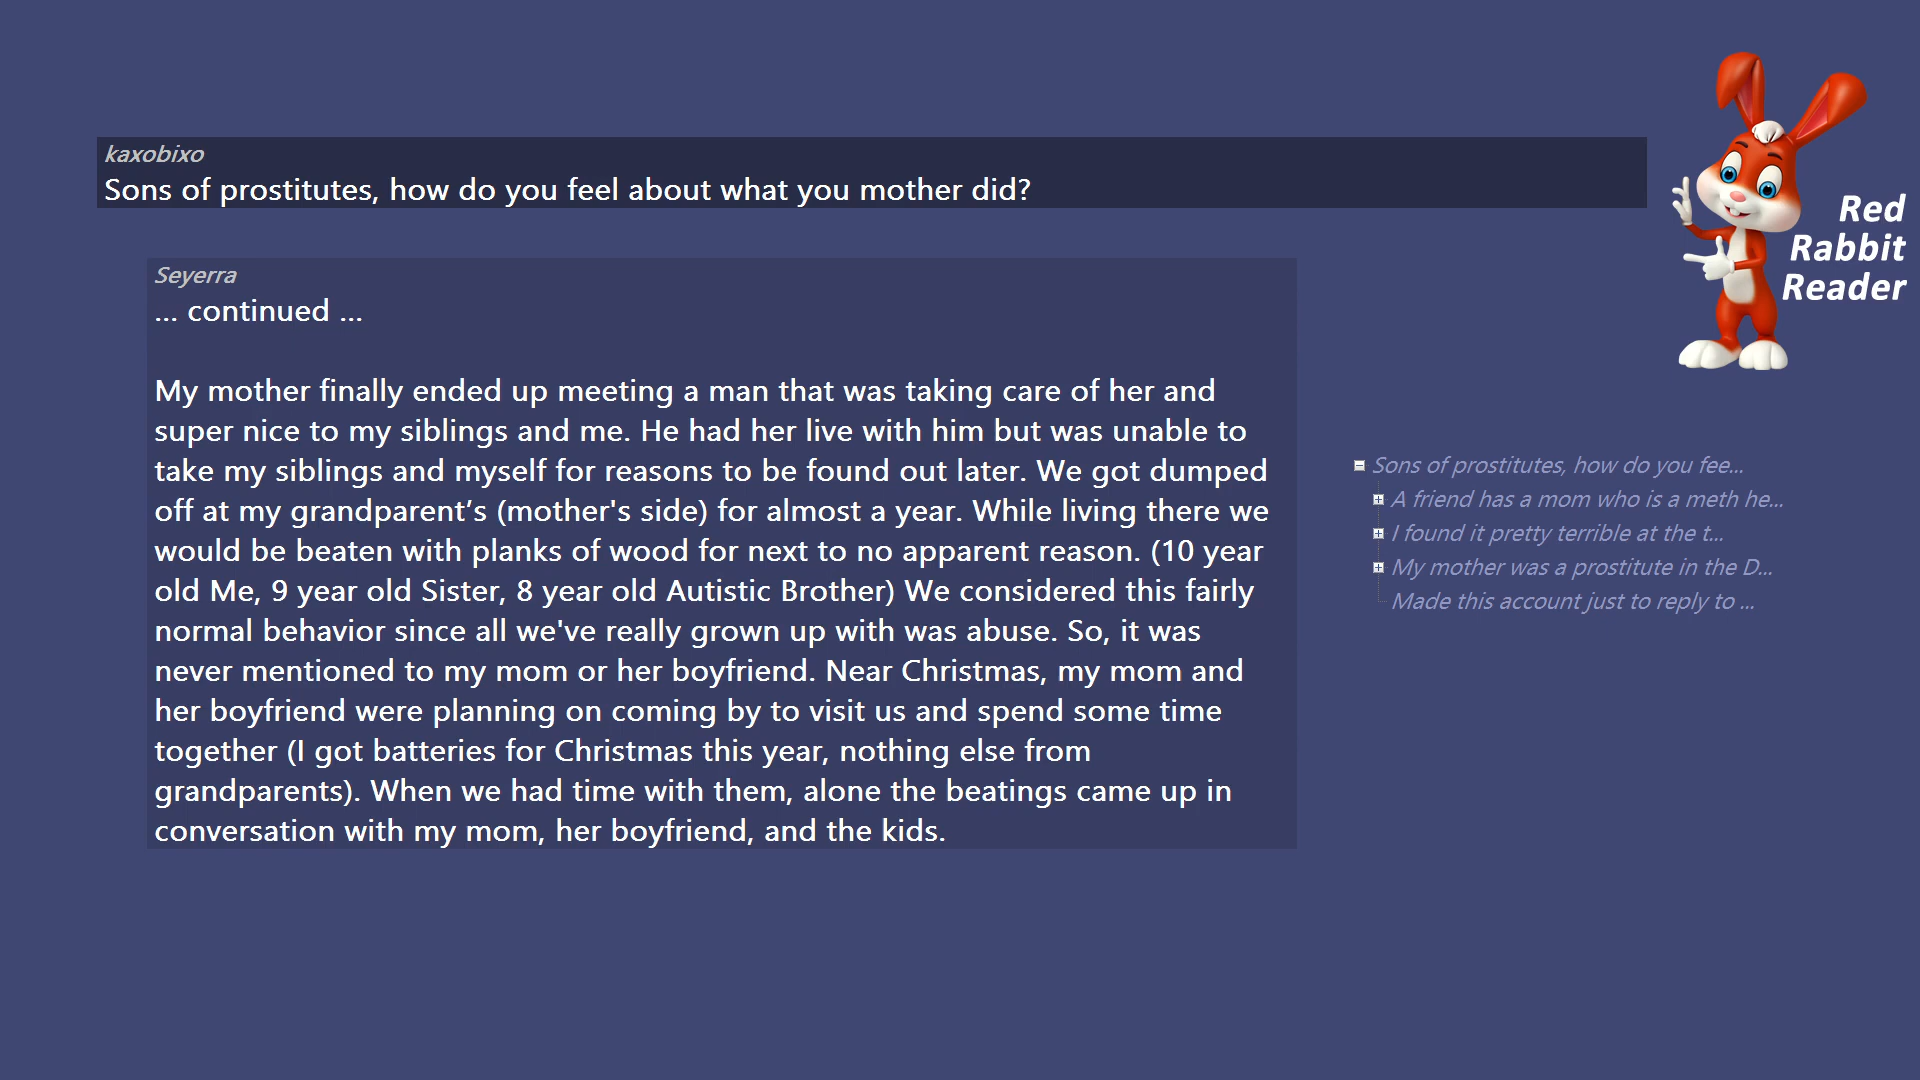 kaxobixo
Sons of prostitutes, how do you feel about what you mother did?
Seyerra
... continued ...
My mother finally ended up meeting a man that was taking care of her and
super nice to my siblings and me. He had her live with him but was unable to
take my siblings and myself for reasons to be found out later. We got dumped
off at my grandparent’s (mother's side) for almost a year. While living there we
would be beaten with planks of wood for next to no apparent reason. (10 year
old Me, 9 year old Sister, 8 year old Autistic Brother) We considered this fairly
normal behavior since all we've really grown up with was abuse. So, it was
never mentioned to my mom or her boyfriend. Near Christmas, my mom and
her boyfriend were planning on coming by to visit us and spend some time
together (I got batteries for Christmas this year, nothing else from
grandparents). When we had time with them, alone the beatings came up in
conversation with my mom, her boyfriend, and the kids.
Red
Rabbit
Reader
Sons of prostitutes, how do you fee...
A friend has a mom who is a meth he...
I found it pretty terrible at the t...
My mother was a prostitute in the D...
Made this account just to reply to ...